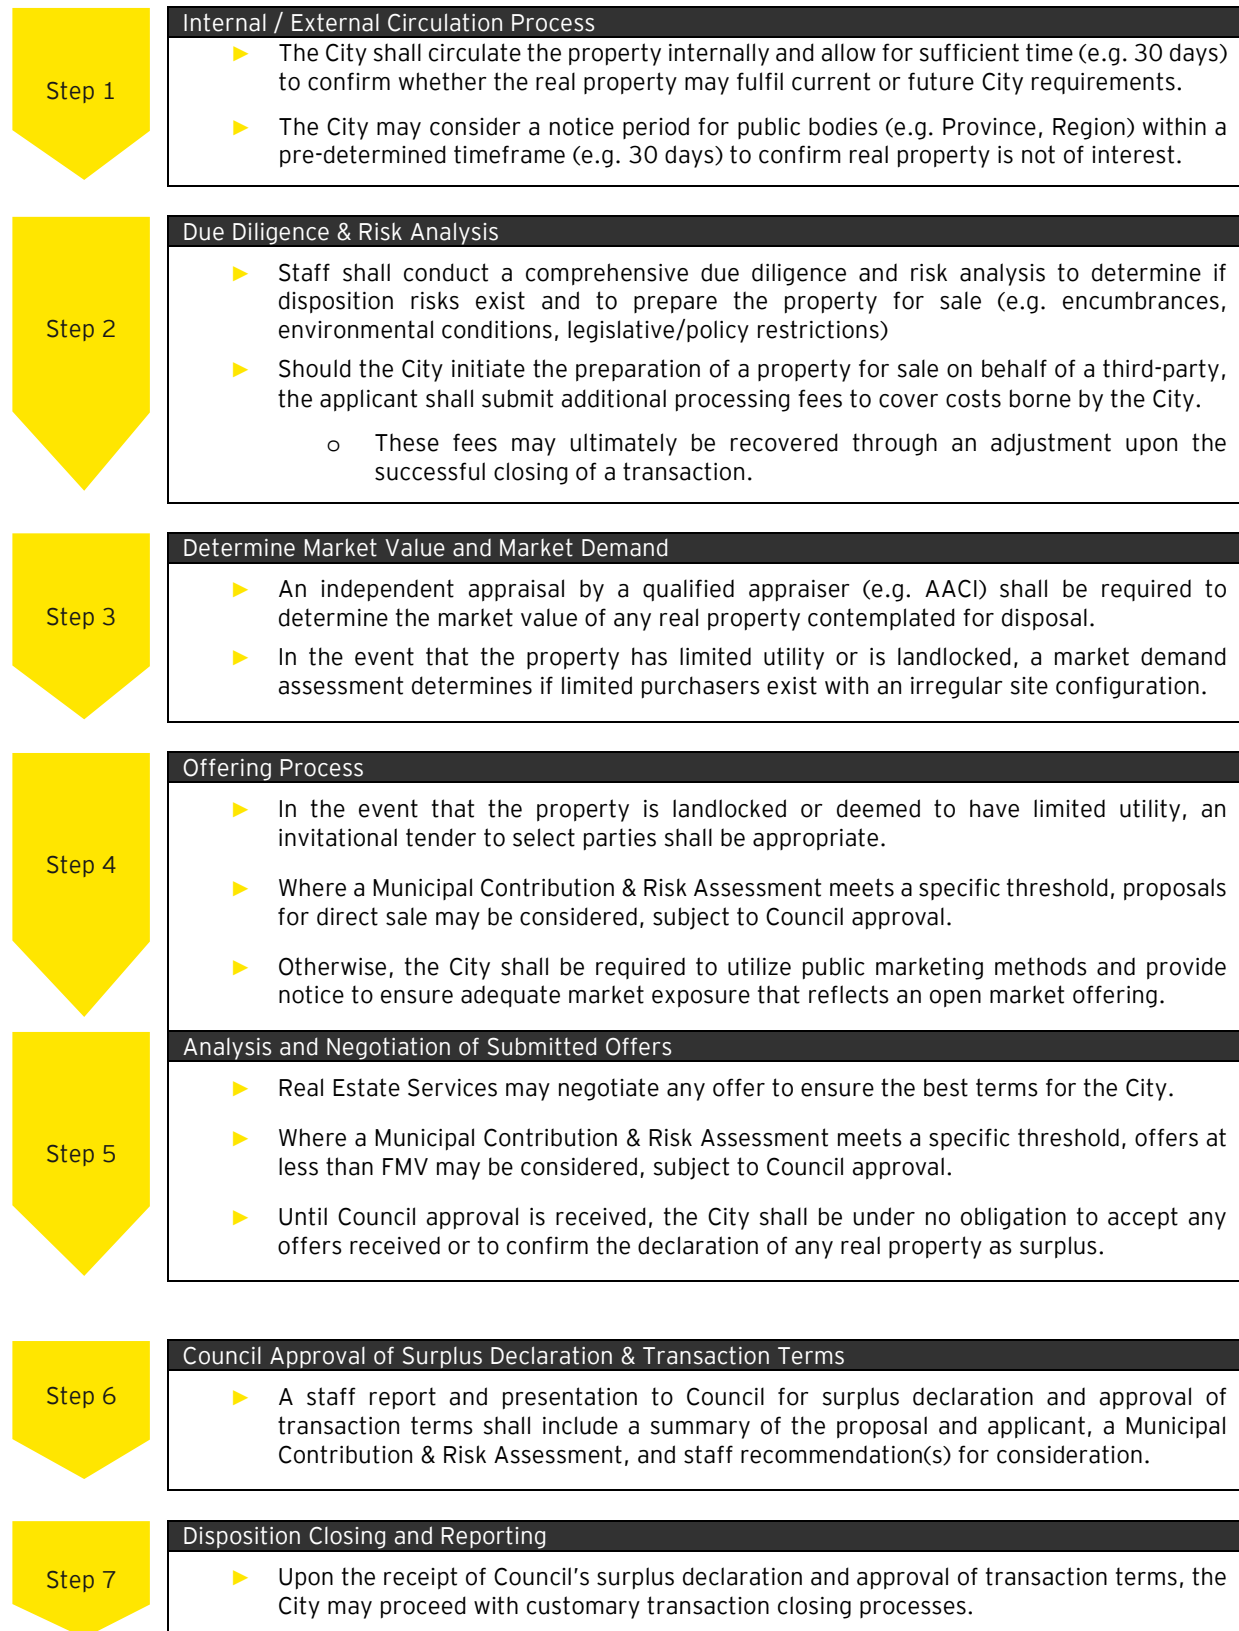 Internal / External Circulation Process
Step 1
► The City shall circulate the property internally and allow for sufficient time (e.g. 30 days)
to confirm whether the real property may fulfil current or future City requirements.
► The City may consider a notice period for public bodies (e.g. Province, Region) within a
pre-determined timeframe (e.g. 30 days) to confirm real property is not of interest.
Due Diligence & Risk Analysis
Step 2
► Staff shall conduct a comprehensive due diligence and risk analysis to determine if
disposition risks exist and to prepare the property for sale (e.g. encumbrances,
environmental conditions, legislative/policy restrictions)
► Should the City initiate the preparation of a property for sale on behalf of a third-party,
the applicant shall submit additional processing fees to cover costs borne by the City.
o These fees may ultimately be recovered through an adjustment upon the
successful closing of a transaction.
Determine Market Value and Market Demand
Step 3
► An independent appraisal by a qualified appraiser (e.g. AACI) shall be required to
determine the market value of any real property contemplated for disposal.
► In the event that the property has limited utility or is landlocked, a market demand
assessment determines if limited purchasers exist with an irregular site configuration.
Offering Process
Step 4
► In the event that the property is landlocked or deemed to have limited utility, an
invitational tender to select parties shall be appropriate.
► Where a Municipal Contribution & Risk Assessment meets a specific threshold, proposals
for direct sale may be considered, subject to Council approval.
► Otherwise, the City shall be required to utilize public marketing methods and provide
notice to ensure adequate market exposure that reflects an open market offering.
Analysis and Negotiation of Submitted Offers
Step 5
► Real Estate Services may negotiate any offer to ensure the best terms for the City.
► Where a Municipal Contribution & Risk Assessment meets a specific threshold, offers at
less than FMV may be considered, subject to Council approval.
► Until Council approval is received, the City shall be under no obligation to accept any
offers received or to confirm the declaration of any real property as surplus.
Council Approval of Surplus Declaration & Transaction Terms
Step 6
► A staff report and presentation to Council for surplus declaration and approval of
transaction terms shall include a summary of the proposal and applicant, a Municipal
Contribution & Risk Assessment, and staff recommendation(s) for consideration.
Disposition Closing and Reporting
Step 7
► Upon the receipt of Council's surplus declaration and approval of transaction terms, the
City may proceed with customary transaction closing processes.